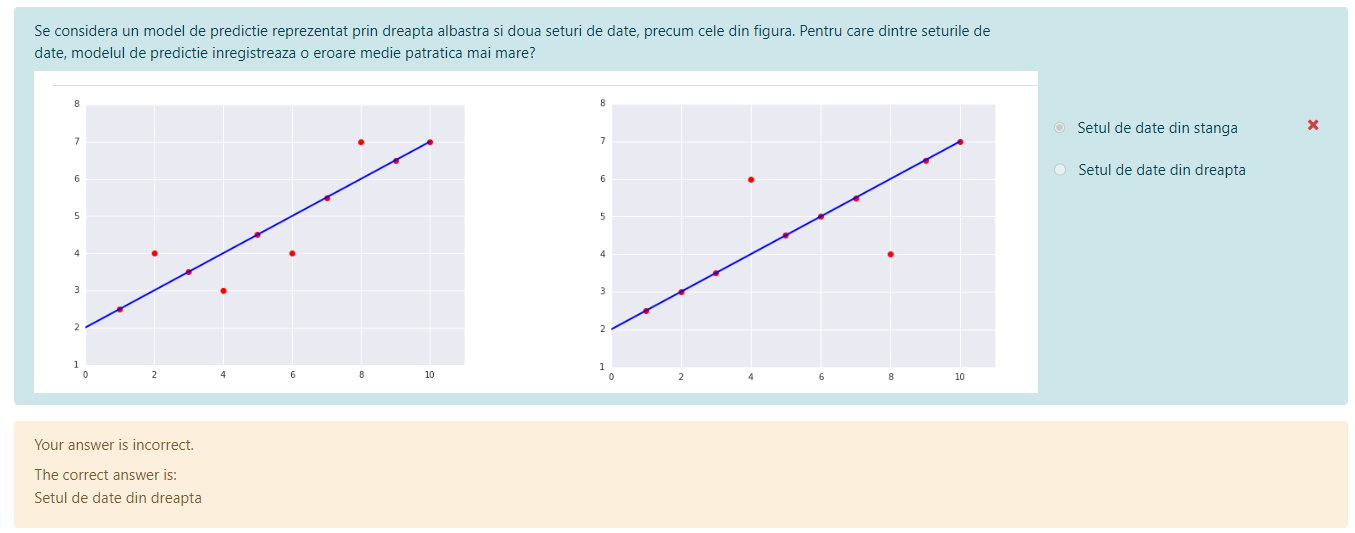 Se considera un model de predictie reprezentat prin dreapta albastra si doua seturi de date, precum cele din figura. Pentru care dintre seturile de
date, modelul de predictie inregistreaza o eroare medie patratica mai mare?
8
7
6
5
4
3
2
1
0 2 4 6 8 10
8
7
6
5
4
3
2
1
0 2 4 6 8 10
Setul de date din stanga
Setul de date din dreapta
Your answer is incorrect.
The correct answer is:
Setul de date din dreapta